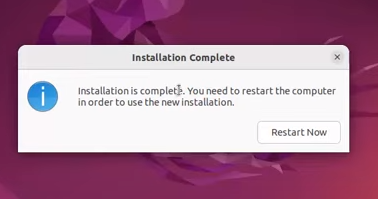 Installation Complete
Installation is complete. You need to restart the computer
in order to use the new installation.
Restart Now